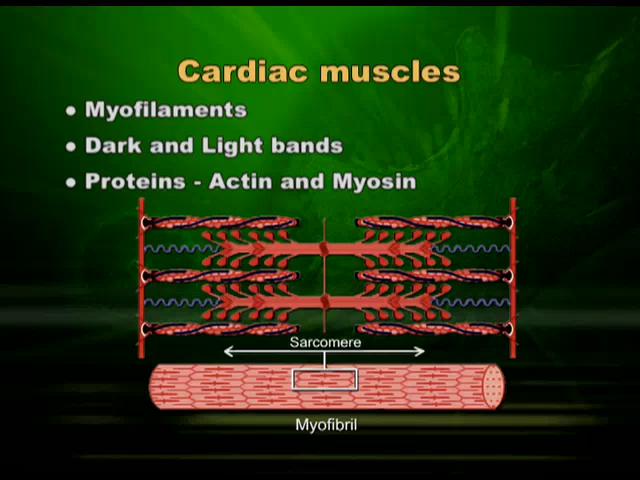 Cardiac muscles
● Myofilaments
● Dark and Light bands
● Proteins - Actin and Myosin
Sarcomere
Myofibril